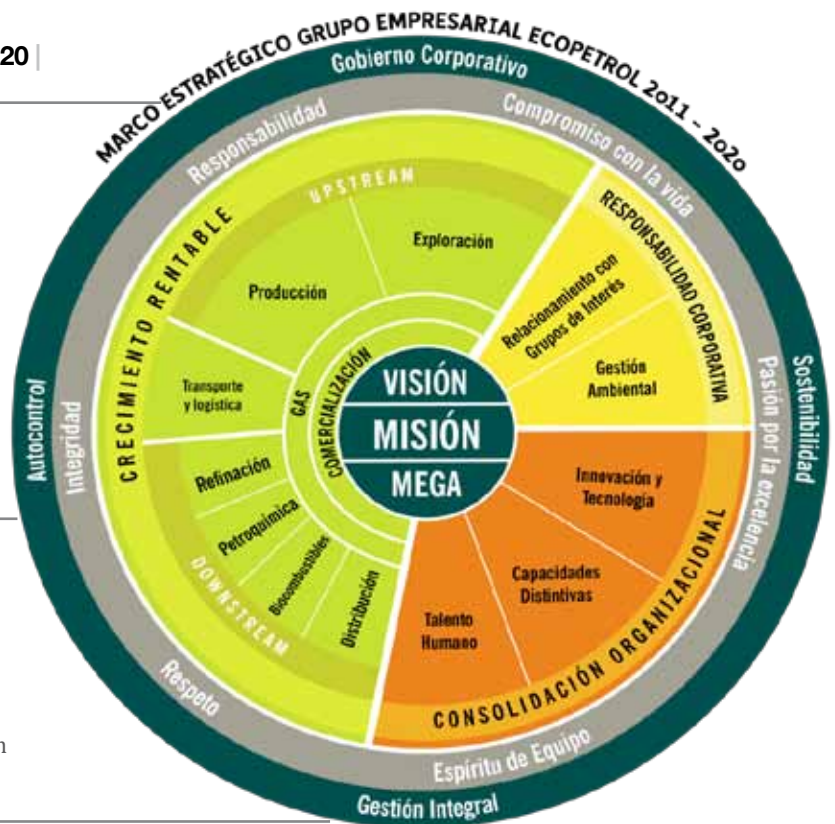 20
MARCO ESTRATÉGICO GRUPO EMPRESARIAL ECOPETROL 2011 - 2020
Gobierno Corporativo
Responsabilidad
Compromiso con la vida
UPSTREAM
CRECIMIENTO RENTABLE
RESPONSABILIDAD CORPORATIVA
Exploración
Producción
Relacionamiento con
Grupos de Interés
Gestión
Ambiental
Transporte
y logística
GAS
COMERCIALIZACIÓN
VISIÓN
MISIÓN
MEGA
Autocontrol
Integridad
Pasión por la excelencia
Sostenibilidad
Refinación
Petroquímica
Biocombustibles
Distribución
DOWNSTREAM
Innovación y
Tecnología
Capacidades
Distintivas
Talento
Humano
CONSOLIDACIÓN ORGANIZACIONAL
Respeto
Espíritu de Equipo
Gestión Integral